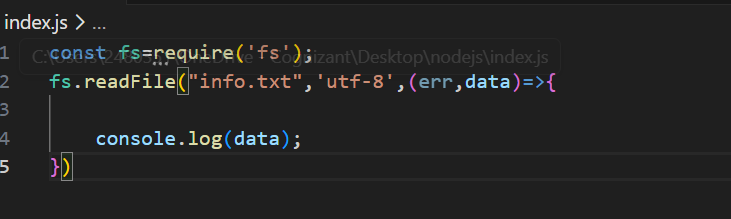 index.js > ...
1 const fs=require('fs');
2 fs.readFile("info.txt",'utf-8',(err,data)=>{
3
4 console.log(data);
5 })